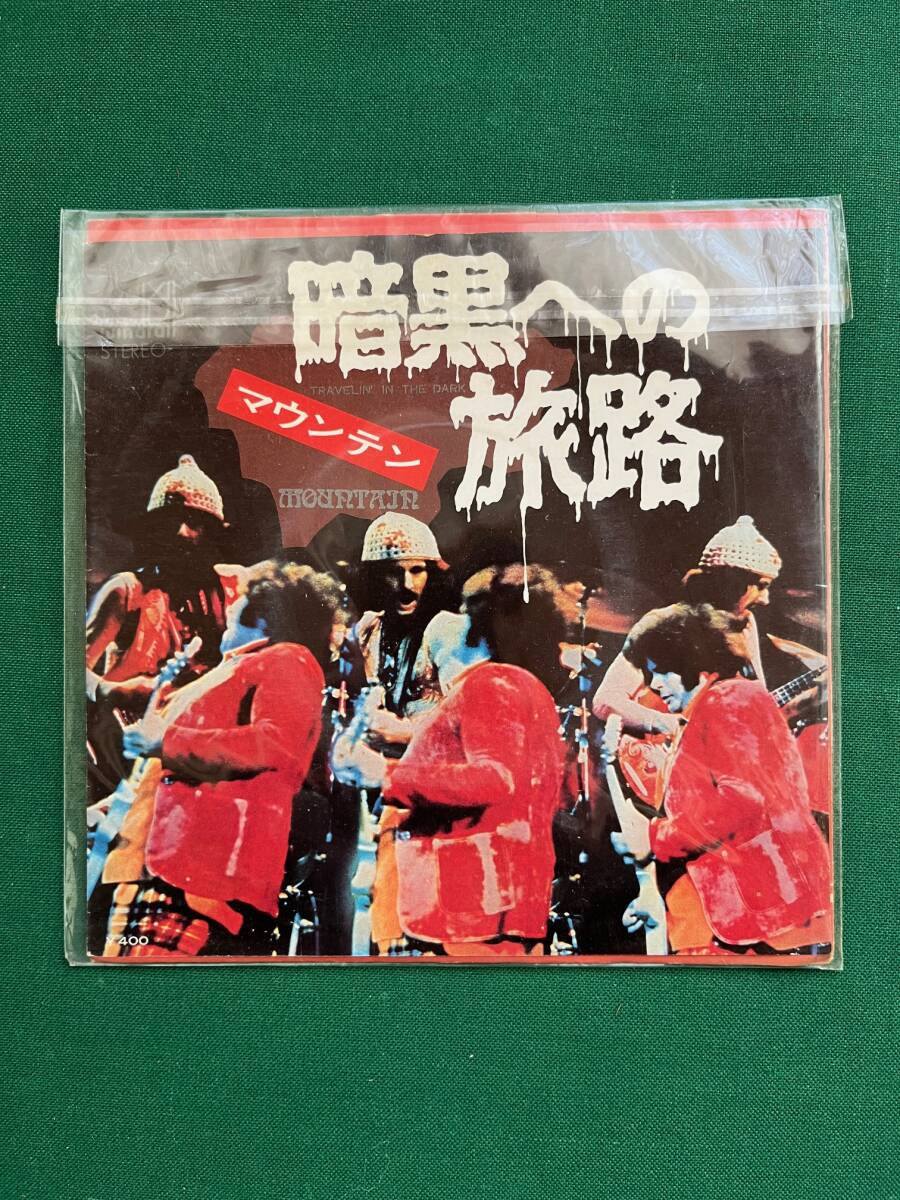 暗黒への
STEREO
TRAVELIN' IN THE DARK
マウンテン
旅路
MOUNTAIN
¥400